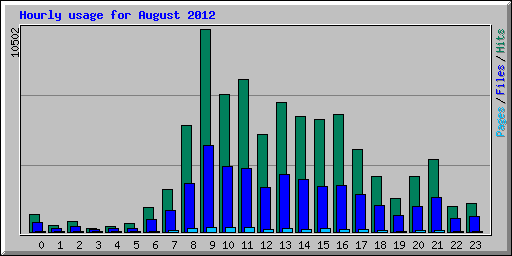 Hourly usage for August 2012
10502
Pages/Files/Hits
0 1 2 3 4 5 6 7 8 9 10 11 12 13 14 15 16 17 18 19 20 21 22 23